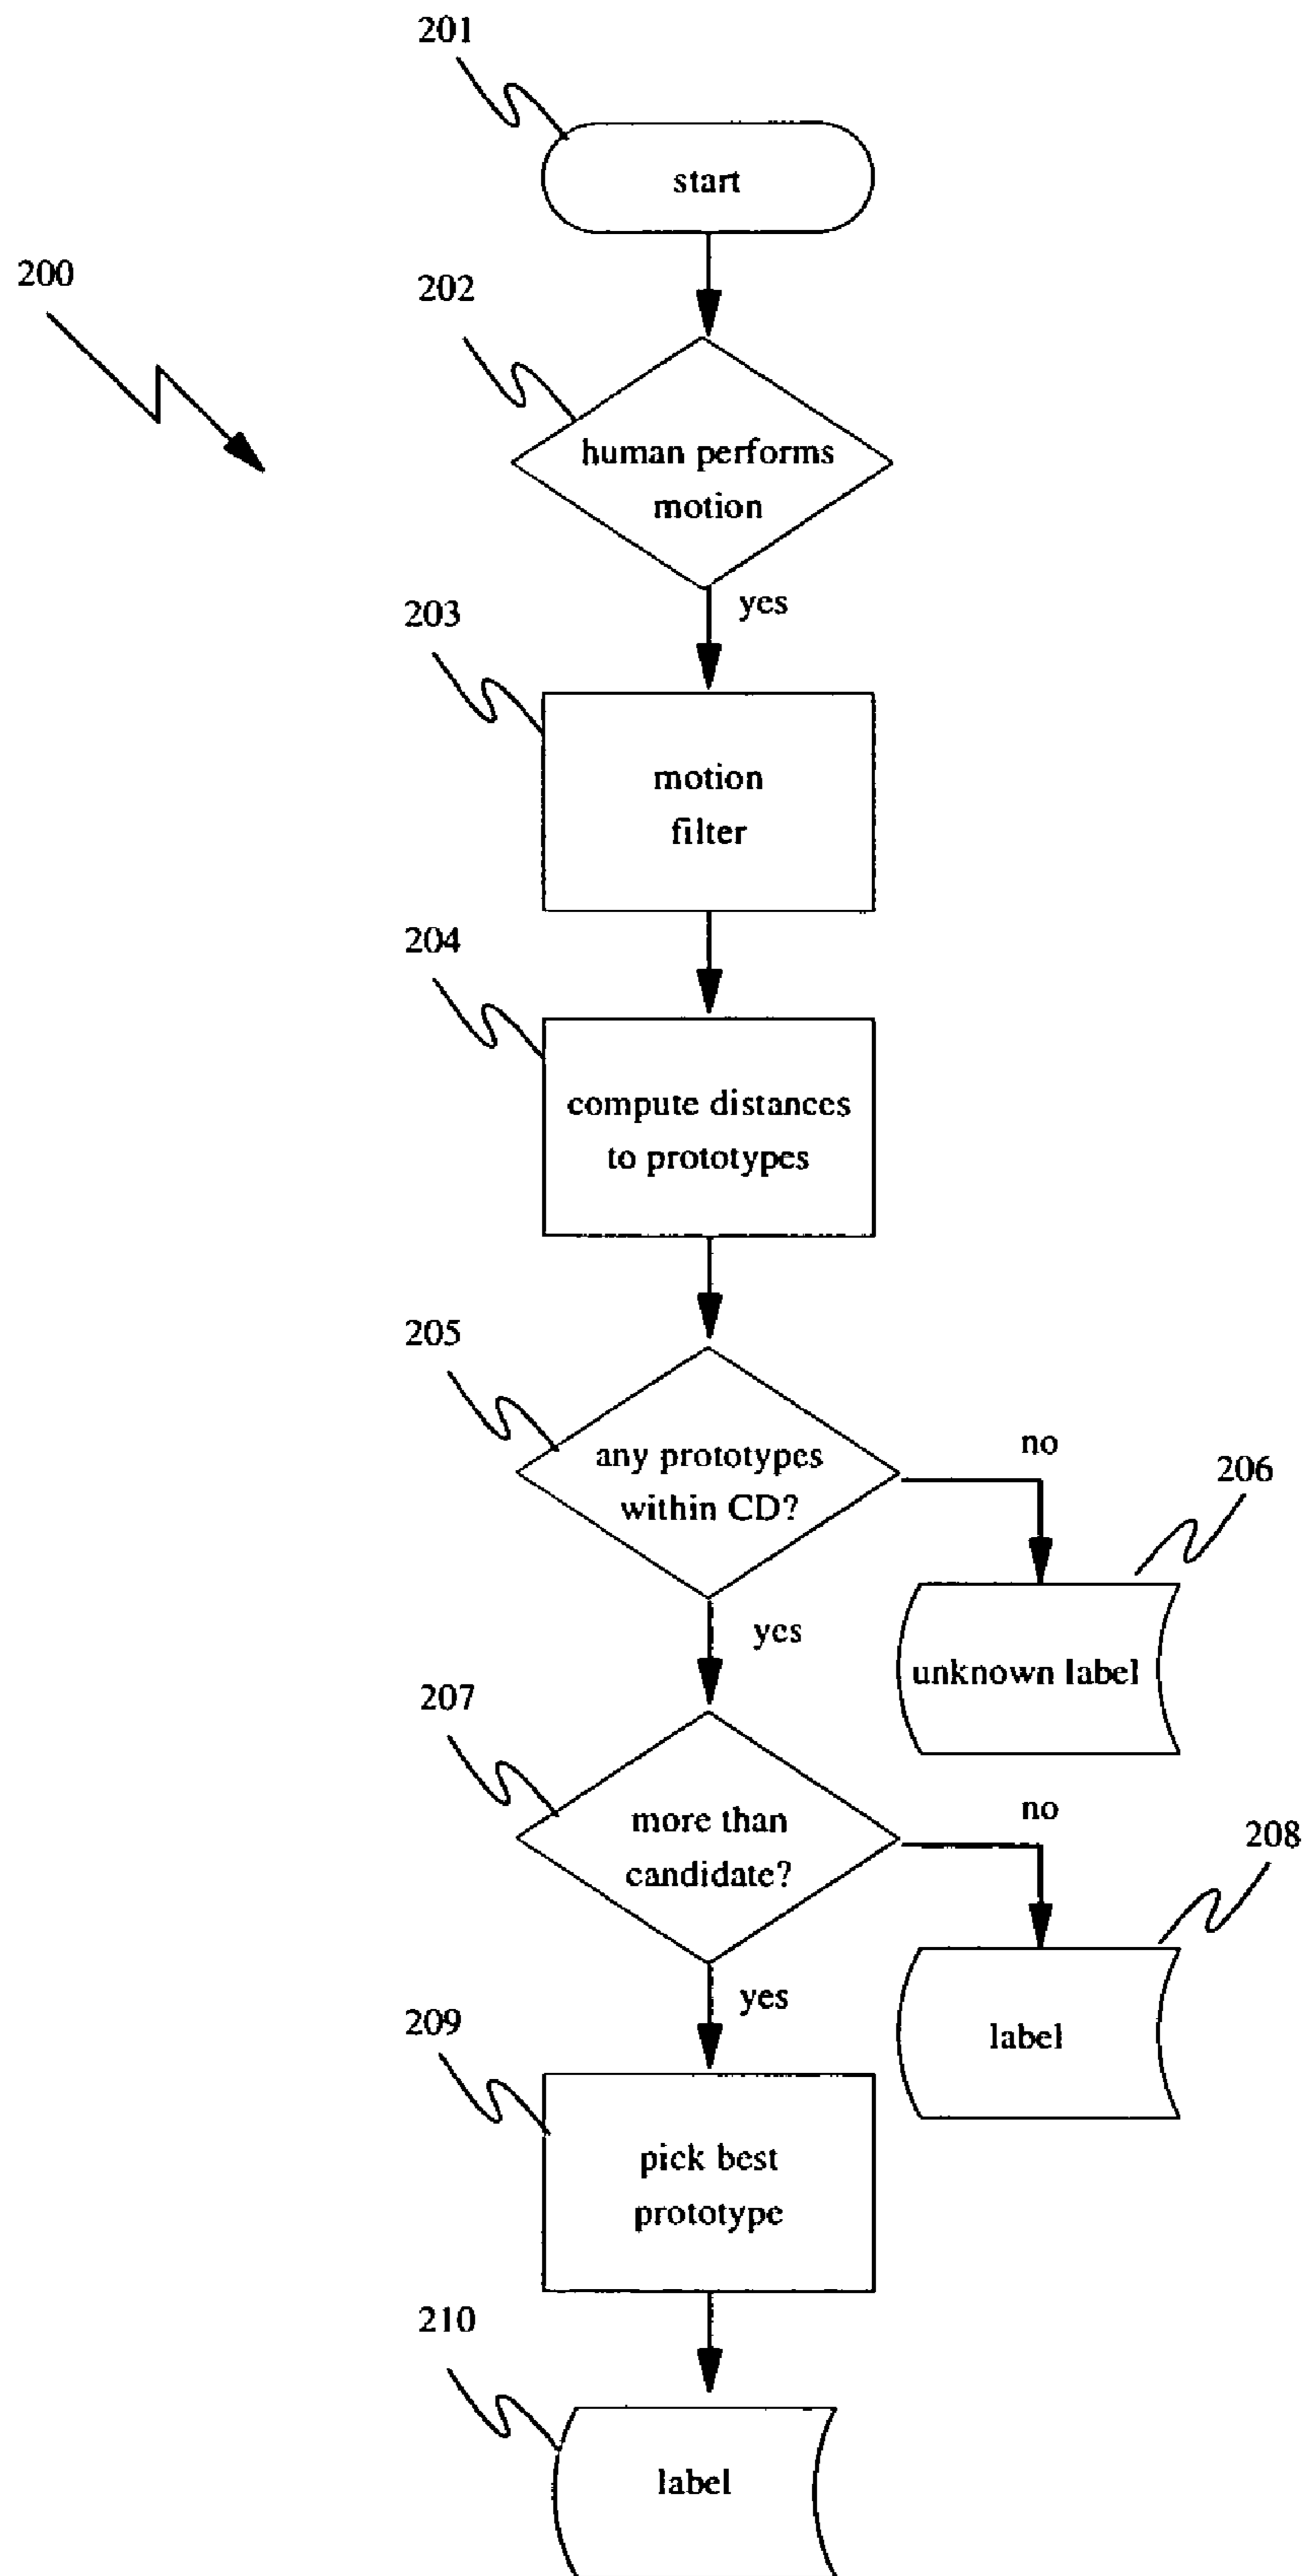 201
start
200
202
human performs
motion
yes
203
motion
filter
204
compute distances
to prototypes
205
any prototypes
within CD?
no
206
unknown label
yes
207
more than
candidate?
no
208
label
yes
209
pick best
prototype
210
label